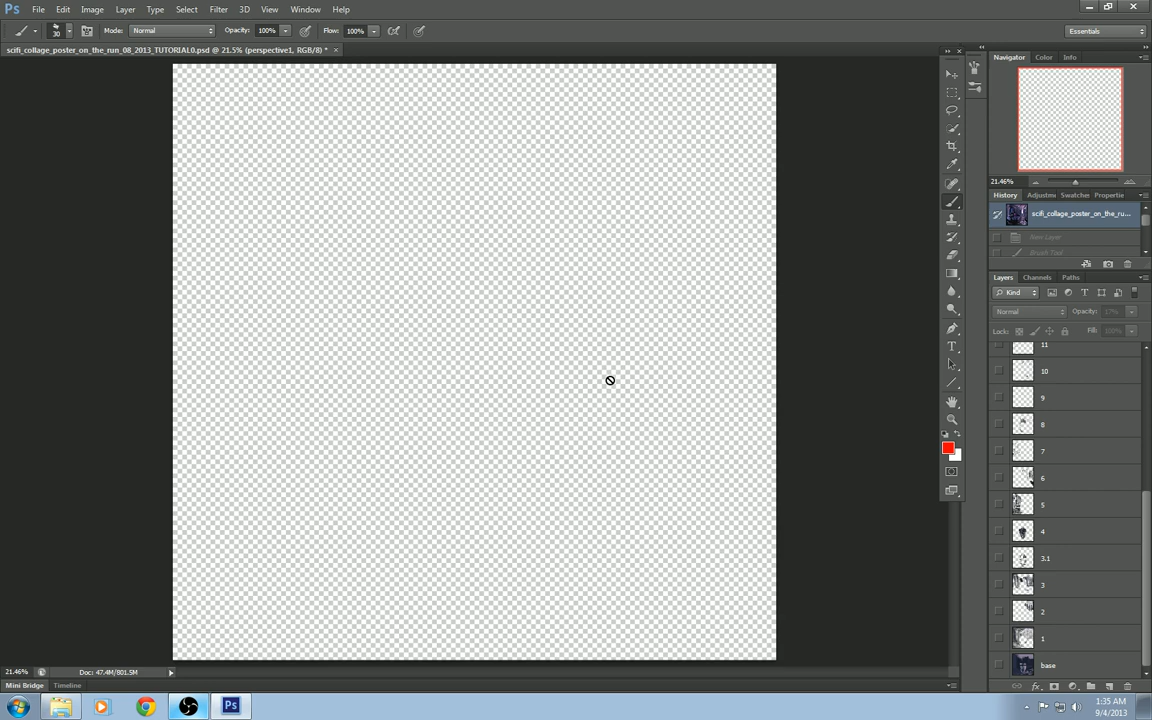 Ps File Edit Image Layer Type Select Filter 3D View Window Help
30 Mode: Normal Opacity: 100% Flow: 100% Essentials
scifi_collage_poster_on_the_run_08_2013_TUTORIAL0.psd @ 21.5% (perspective1, RGB/8) * ×
Navigator Color Info
21.46%
History Adjustm Swatches Propertie
scifi_collage_poster_on_the_ru...
New Layer
Brush Tool
Layers Channels Paths
Kind
Normal Opacity: 17%
Lock: Fill: 100%
11
10
9
8
7
6
5
4
3.1
3
2
1
base
21.46% Doc: 47.4M/801.5M
Mini Bridge Timeline
Ps
1:35 AM
9/4/2013